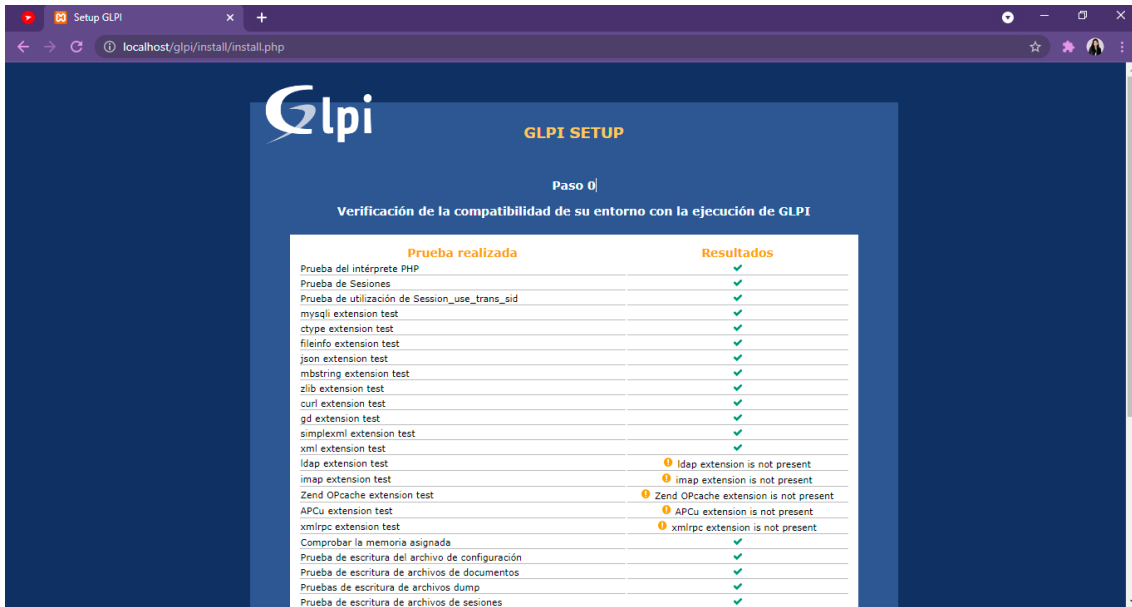 Setup GLPI
localhost/glpi/install/install.php
Glpi
GLPI SETUP
Paso 0
Verificación de la compatibilidad de su entorno con la ejecución de GLPI
Prueba realizada Resultados
Prueba del intérprete PHP
Prueba de Sesiones
Prueba de utilización de Session_use_trans_sid
mysqli extension test
ctype extension test
fileinfo extension test
json extension test
mbstring extension test
zlib extension test
curl extension test
gd extension test
simplexml extension test
xml extension test
ldap extension test ldap extension is not present
imap extension test imap extension is not present
Zend OPcache extension test Zend OPcache extension is not present
APCu extension test APCu extension is not present
xmlrpc extension test xmlrpc extension is not present
Comprobar la memoria asignada
Prueba de escritura del archivo de configuración
Prueba de escritura de archivos de documentos
Pruebas de escritura de archivos dump
Prueba de escritura de archivos de sesiones